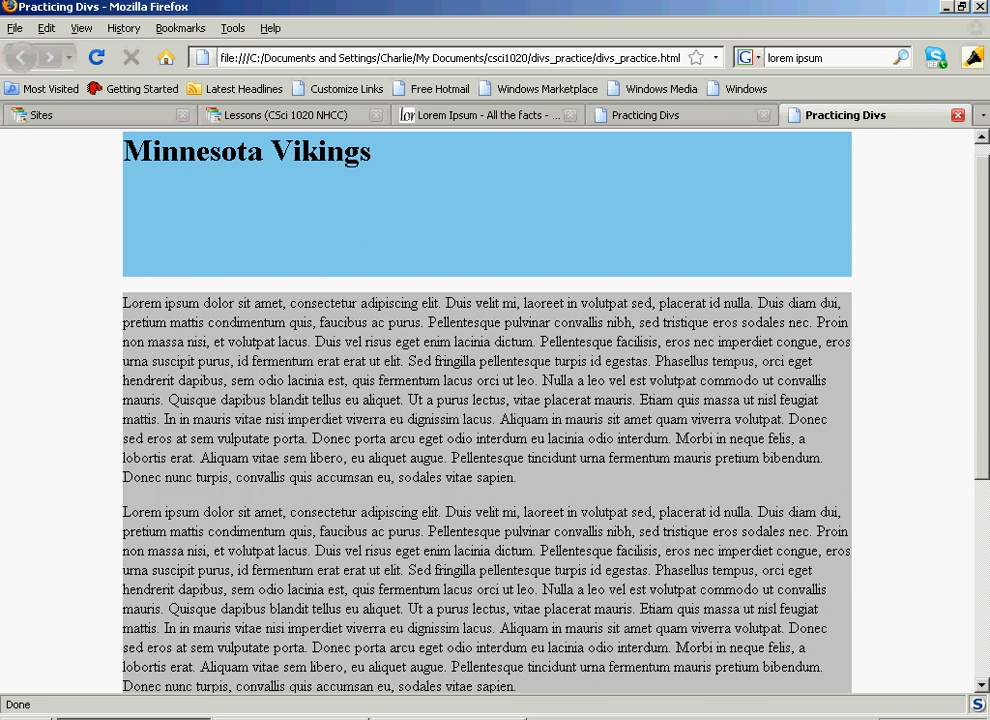 Practicing Divs - Mozilla Firefox
File Edit View History Bookmarks Tools Help
file:///C:/Documents and Settings/Charlie/My Documents/csci1020/divs_practice/divs_practice.html G lorem ipsum
Most Visited Getting Started Latest Headlines Customize Links Free Hotmail Windows Marketplace Windows Media Windows
Sites Lessons (CSci 1020 NHCC) lor Lorem Ipsum - All the facts - ... Practicing Divs Practicing Divs
Minnesota Vikings
Lorem ipsum dolor sit amet, consectetur adipiscing elit. Duis velit mi, laoreet in volutpat sed, placerat id nulla. Duis diam dui,
pretium mattis condimentum quis, faucibus ac purus. Pellentesque pulvinar convallis nibh, sed tristique eros sodales nec. Proin
non massa nisi, et volutpat lacus. Duis vel risus eget enim lacinia dictum. Pellentesque facilisis, eros nec imperdiet congue, eros
urna suscipit purus, id fermentum erat erat ut elit. Sed fringilla pellentesque turpis id egestas. Phasellus tempus, orci eget
hendrerit dapibus, sem odio lacinia est, quis fermentum lacus orci ut leo. Nulla a leo vel est volutpat commodo ut convallis
mauris. Quisque dapibus blandit tellus eu aliquet. Ut a purus lectus, vitae placerat mauris. Etiam quis massa ut nisl feugiat
mattis. In in mauris vitae nisi imperdiet viverra eu dignissim lacus. Aliquam in mauris sit amet quam viverra volutpat. Donec
sed eros at sem vulputate porta. Donec porta arcu eget odio interdum eu lacinia odio interdum. Morbi in neque felis, a
lobortis erat. Aliquam vitae sem libero, eu aliquet augue. Pellentesque tincidunt urna fermentum mauris pretium bibendum.
Donec nunc turpis, convallis quis accumsan eu, sodales vitae sapien.
Lorem ipsum dolor sit amet, consectetur adipiscing elit. Duis velit mi, laoreet in volutpat sed, placerat id nulla. Duis diam dui,
pretium mattis condimentum quis, faucibus ac purus. Pellentesque pulvinar convallis nibh, sed tristique eros sodales nec. Proin
non massa nisi, et volutpat lacus. Duis vel risus eget enim lacinia dictum. Pellentesque facilisis, eros nec imperdiet congue, eros
urna suscipit purus, id fermentum erat erat ut elit. Sed fringilla pellentesque turpis id egestas. Phasellus tempus, orci eget
hendrerit dapibus, sem odio lacinia est, quis fermentum lacus orci ut leo. Nulla a leo vel est volutpat commodo ut convallis
mauris. Quisque dapibus blandit tellus eu aliquet. Ut a purus lectus, vitae placerat mauris. Etiam quis massa ut nisl feugiat
mattis. In in mauris vitae nisi imperdiet viverra eu dignissim lacus. Aliquam in mauris sit amet quam viverra volutpat. Donec
sed eros at sem vulputate porta. Donec porta arcu eget odio interdum eu lacinia odio interdum. Morbi in neque felis, a
lobortis erat. Aliquam vitae sem libero, eu aliquet augue. Pellentesque tincidunt urna fermentum mauris pretium bibendum.
Donec nunc turpis, convallis quis accumsan eu, sodales vitae sapien.
Done S